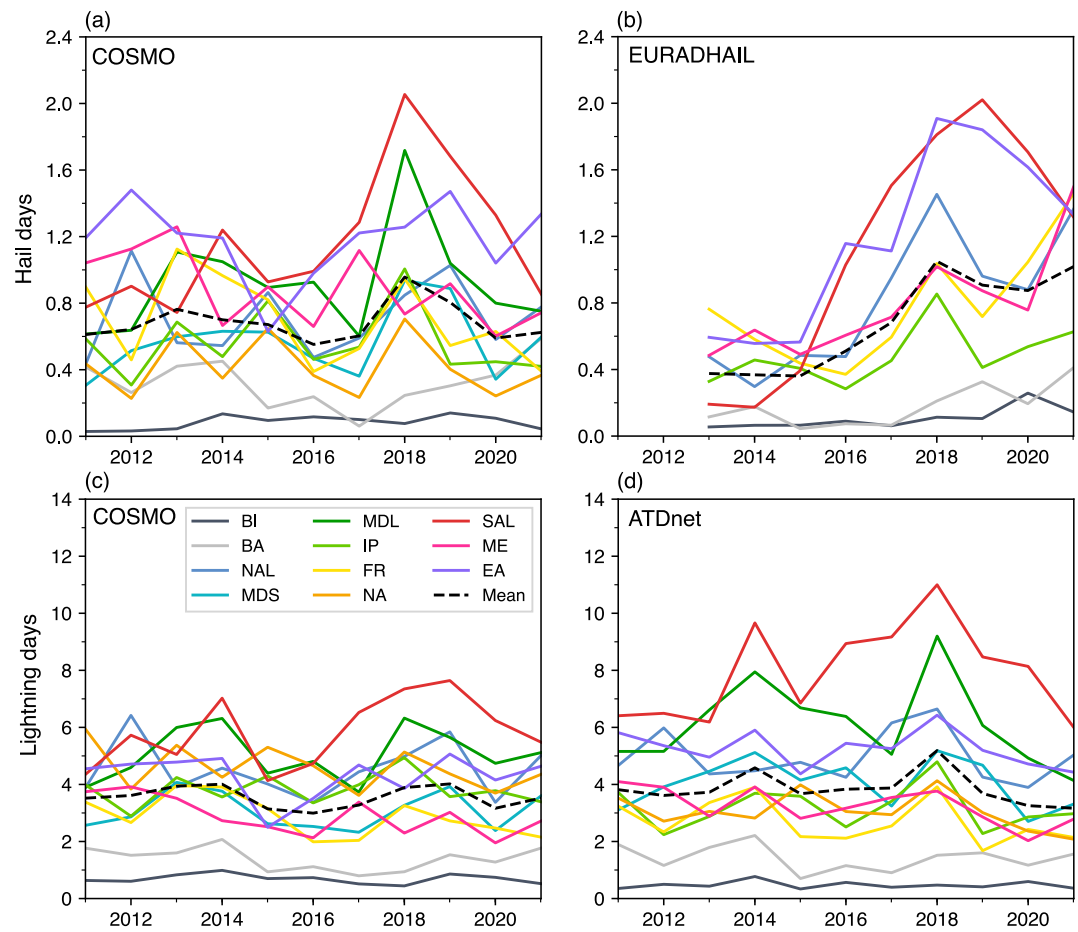 (a)
COSMO
Hail days
2.4
2.0
1.6
1.2
0.8
0.4
0.0
2012 2014 2016 2018 2020
(b)
EURADHAIL
2.4
2.0
1.6
1.2
0.8
0.4
0.0
2012 2014 2016 2018 2020
(c)
COSMO
Lightning days
14
12
10
8
6
4
2
0
BI MDL SAL
BA IP ME
NAL FR EA
MDS NA Mean
2012 2014 2016 2018 2020
(d)
ATDnet
14
12
10
8
6
4
2
0
2012 2014 2016 2018 2020